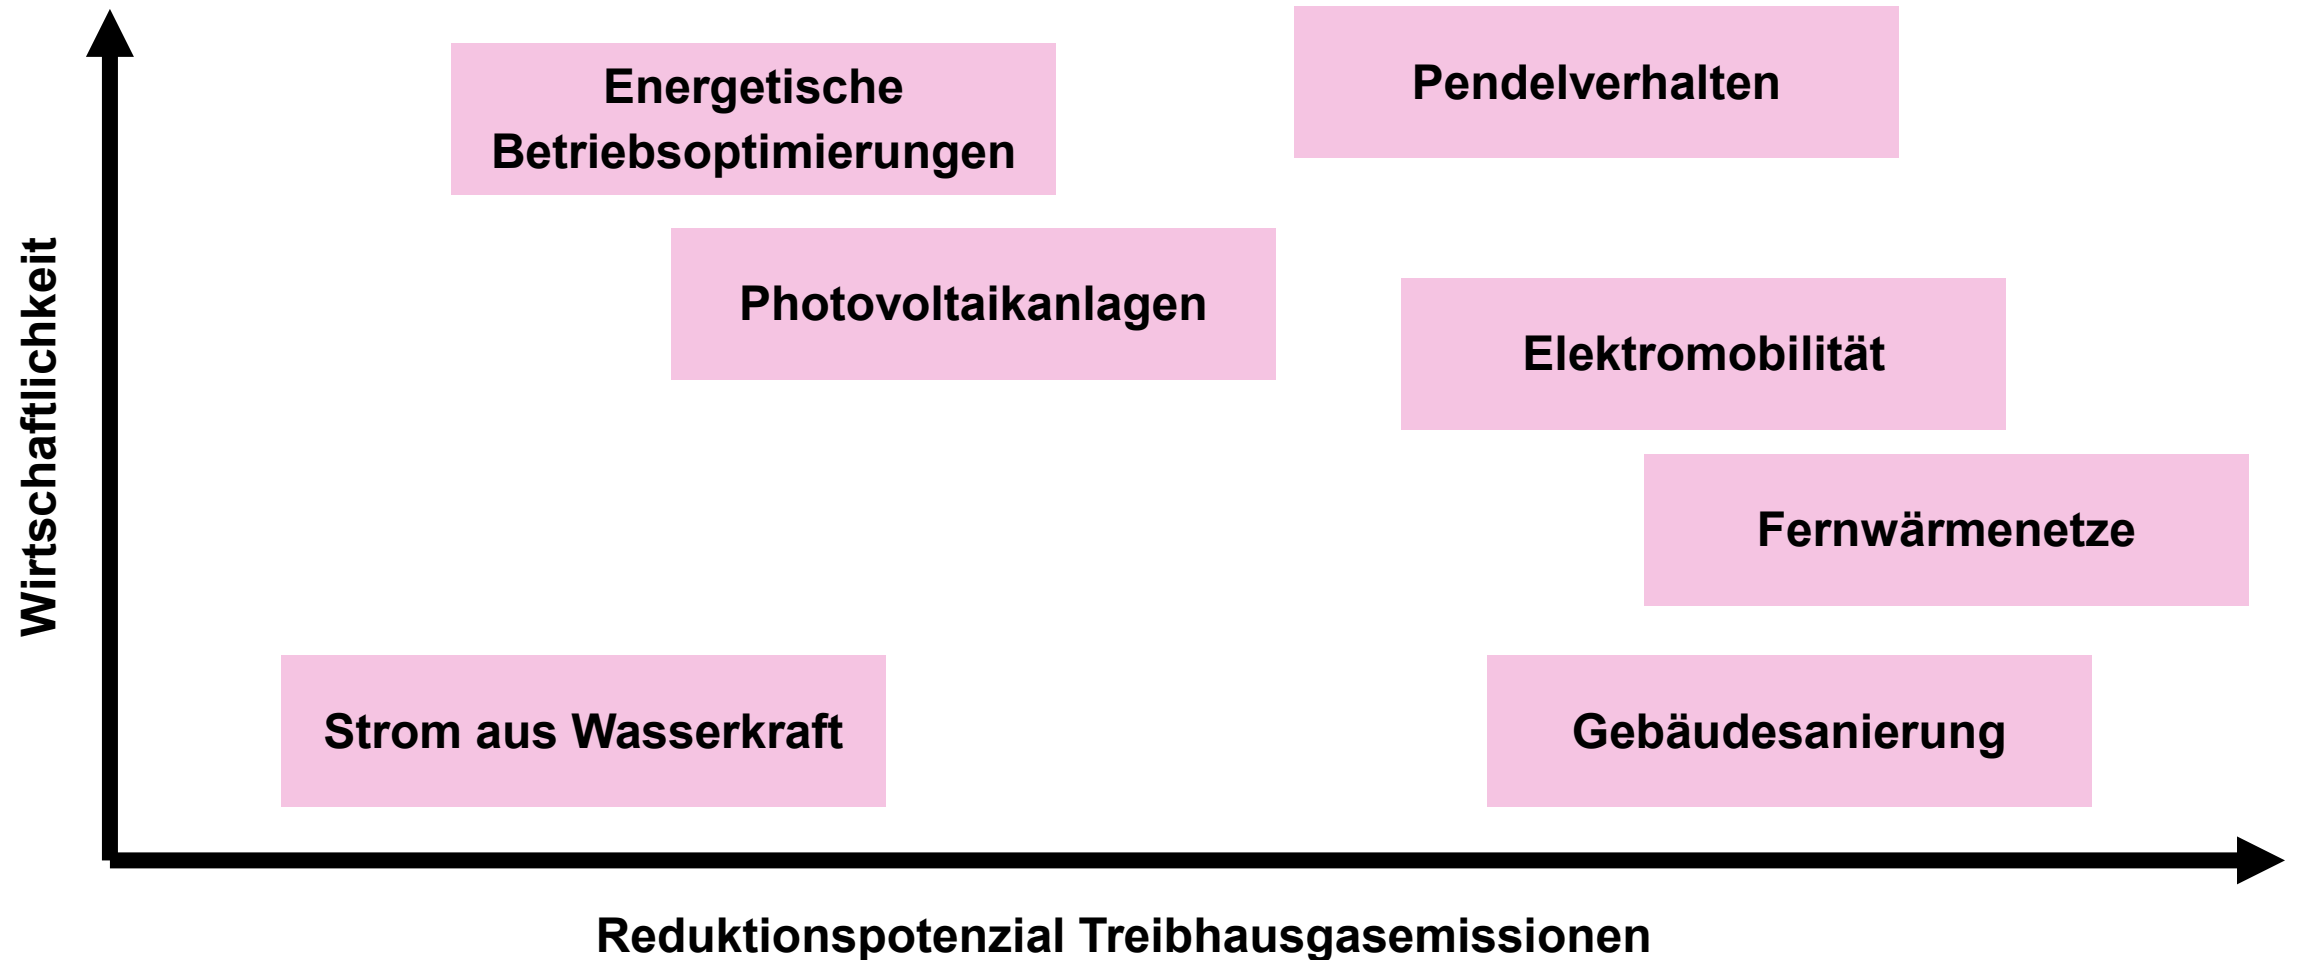 Energetische
Betriebsoptimierungen
Pendelverhalten
Photovoltaikanlagen
Elektromobilität
Fernwärmenetze
Strom aus Wasserkraft
Gebäudesanierung
Wirtschaftlichkeit
Reduktionspotenzial Treibhausgasemissionen